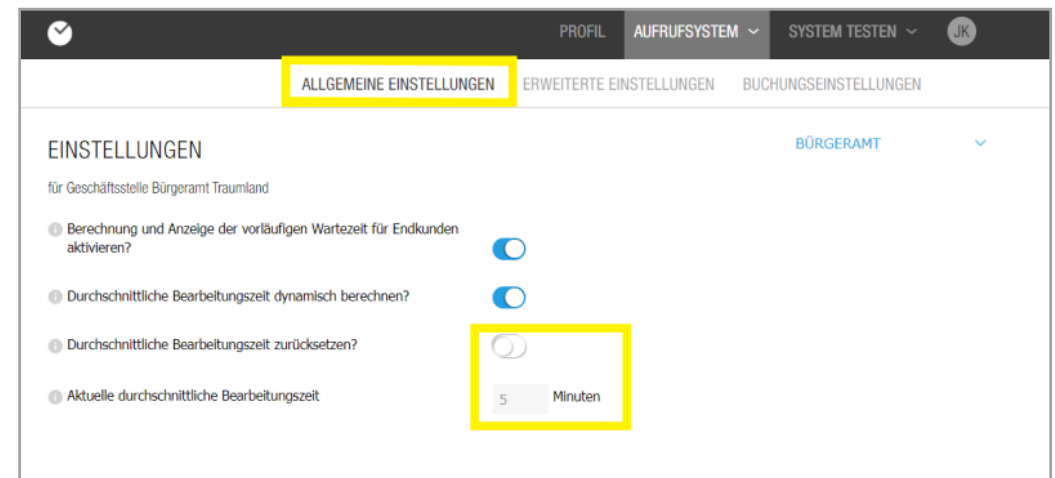 PROFIL AUFRUFSYSTEM SYSTEM TESTEN JK
ALLGEMEINE EINSTELLUNGEN ERWEITERTE EINSTELLUNGEN BUCHUNGSEINSTELLUNGEN
EINSTELLUNGEN BÜRGERAMT
für Geschäftsstelle Bürgeramt Traumland
Berechnung und Anzeige der vorläufigen Wartezeit für Endkunden
aktivieren?
Durchschnittliche Bearbeitungszeit dynamisch berechnen?
Durchschnittliche Bearbeitungszeit zurücksetzen?
Aktuelle durchschnittliche Bearbeitungszeit 5 Minuten